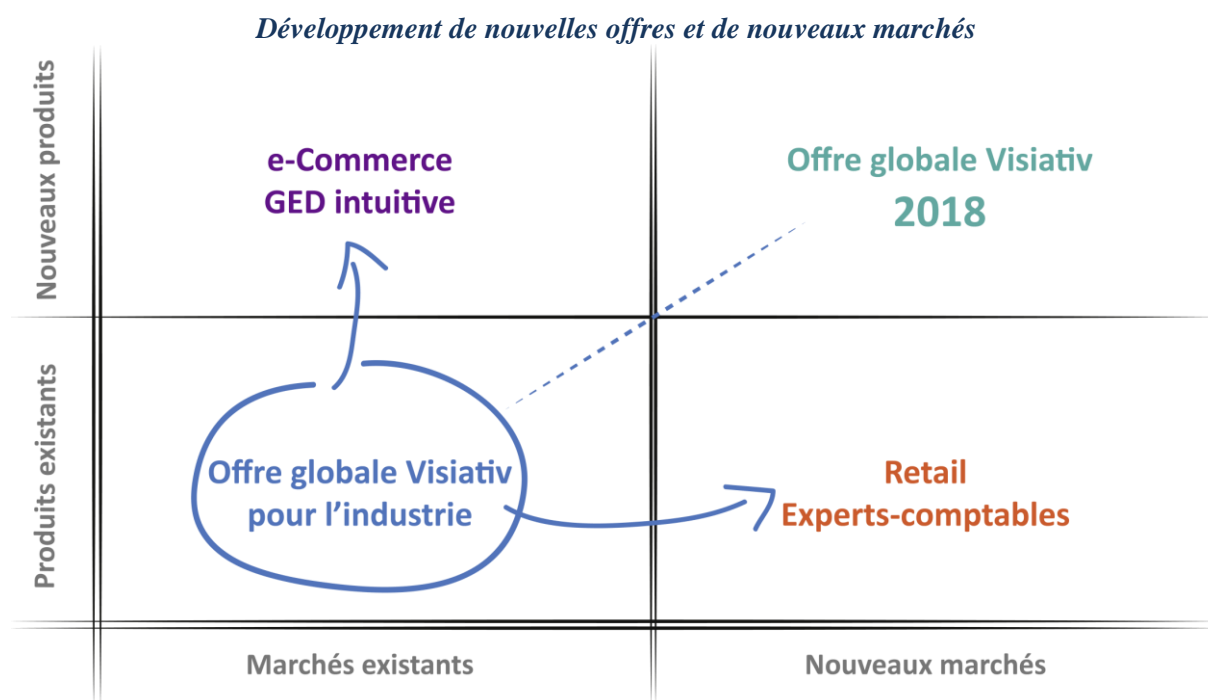 Développement de nouvelles offres et de nouveaux marchés
Nouveaux produits
e-Commerce
GED intuitive
Offre globale Visiativ
2018
Produits existants
Offre globale Visiativ
pour l'industrie
Retail
Experts-comptables
Marchés existants
Nouveaux marchés